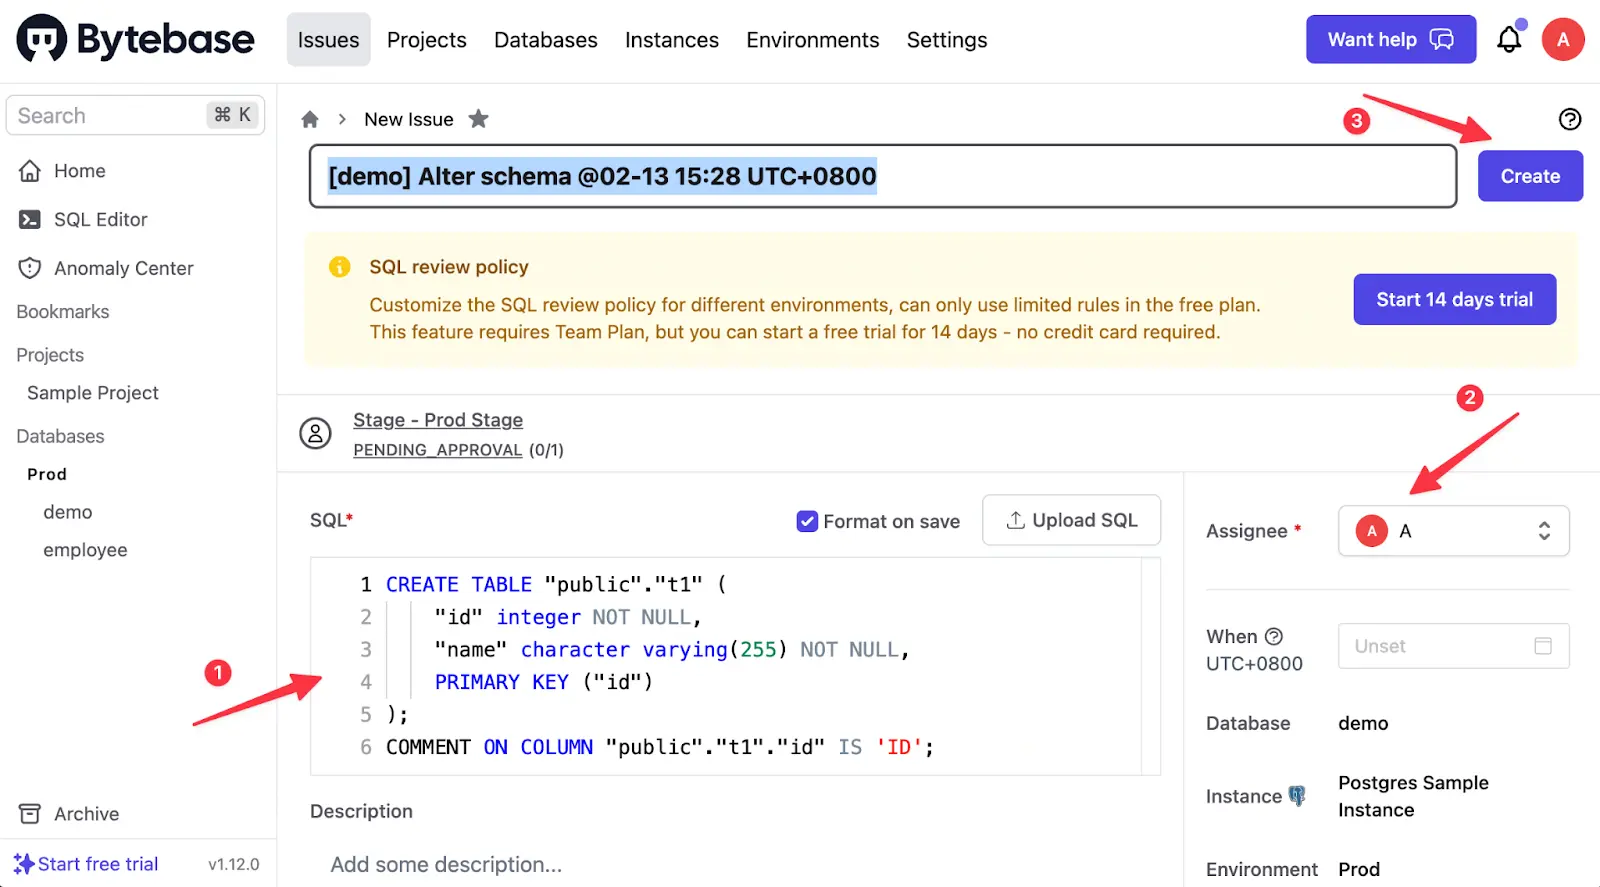 Bytebase
Issues Projects Databases Instances Environments Settings
Want help
A
Search ⌘ K
Home
SQL Editor
Anomaly Center
Bookmarks
Projects
Sample Project
Databases
Prod
demo
employee
Archive
Start free trial v1.12.0
New Issue
3
[demo] Alter schema @02-13 15:28 UTC+0800
Create
SQL review policy
Customize the SQL review policy for different environments, can only use limited rules in the free plan.
This feature requires Team Plan, but you can start a free trial for 14 days - no credit card required.
Start 14 days trial
2
Stage - Prod Stage
PENDING_APPROVAL (0/1)
SQL*
Format on save
Upload SQL
1
1 CREATE TABLE "public"."t1" (
2 "id" integer NOT NULL,
3 "name" character varying(255) NOT NULL,
4 PRIMARY KEY ("id")
5 );
6 COMMENT ON COLUMN "public"."t1"."id" IS 'ID';
Description
Add some description...
Assignee *
A A
When
UTC+0800
Unset
Database demo
Instance Postgres Sample
Instance
Environment Prod